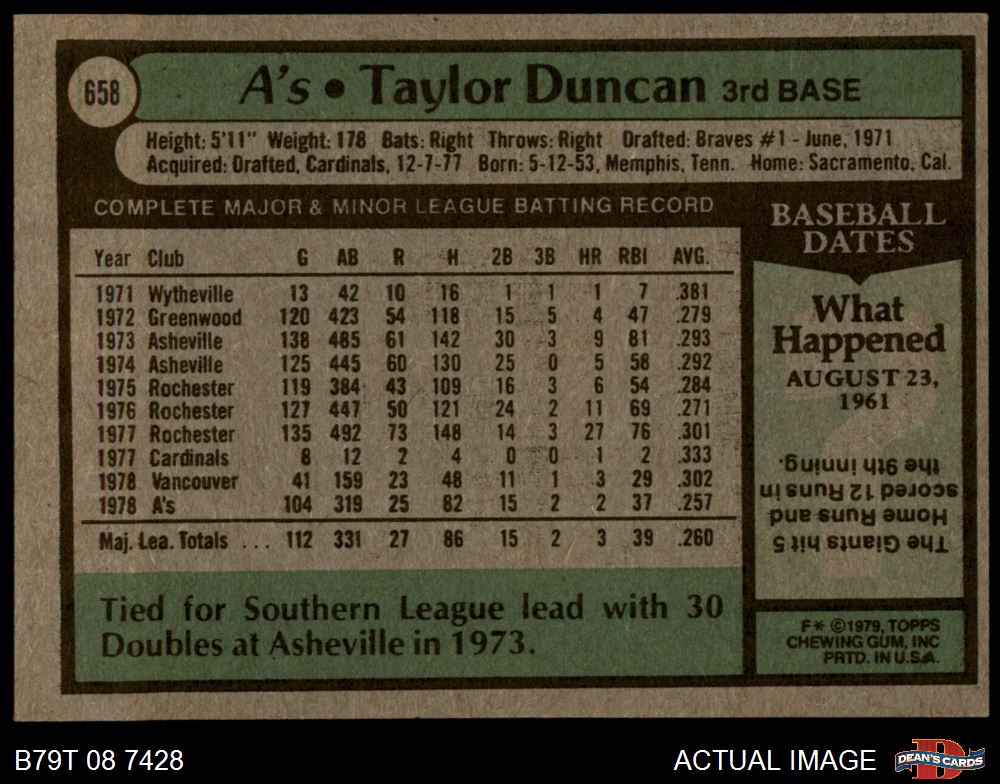 658
A's • Taylor Duncan 3rd BASE
Height: 5'11" Weight: 178 Bats: Right Throws: Right Drafted: Braves #1 - June, 1971
Acquired: Drafted, Cardinals, 12-7-77 Born: 5-12-53, Memphis, Tenn. Home: Sacramento, Cal.
COMPLETE MAJOR & MINOR LEAGUE BATTING RECORD
Year Club G AB R H 2B 3B HR RBI AVG.
1971 Wytheville 13 42 10 16 1 1 1 7 .381
1972 Greenwood 120 423 54 118 15 5 4 47 .279
1973 Asheville 138 485 61 142 30 3 9 81 .293
1974 Asheville 125 445 60 130 25 0 5 58 .292
1975 Rochester 119 384 43 109 16 3 6 54 .284
1976 Rochester 127 447 50 121 24 2 11 69 .271
1977 Rochester 135 492 73 148 14 3 27 76 .301
1977 Cardinals 8 12 2 4 0 0 1 2 .333
1978 Vancouver 41 159 23 48 11 1 3 29 .302
1978 A's 104 319 25 82 15 2 2 37 .257
Maj. Lea. Totals ... 112 331 27 86 15 2 3 39 .260
Tied for Southern League lead with 30
Doubles at Asheville in 1973.
BASEBALL
DATES
What
Happened
AUGUST 23,
1961
The Giants hit 5
Home Runs and
scored 12 Runs in
the 9th inning.
F* ©1979, TOPPS
CHEWING GUM, INC
PRTD. IN U.S.A.
B79T 08 7428
ACTUAL IMAGE
DEAN'S CARDS